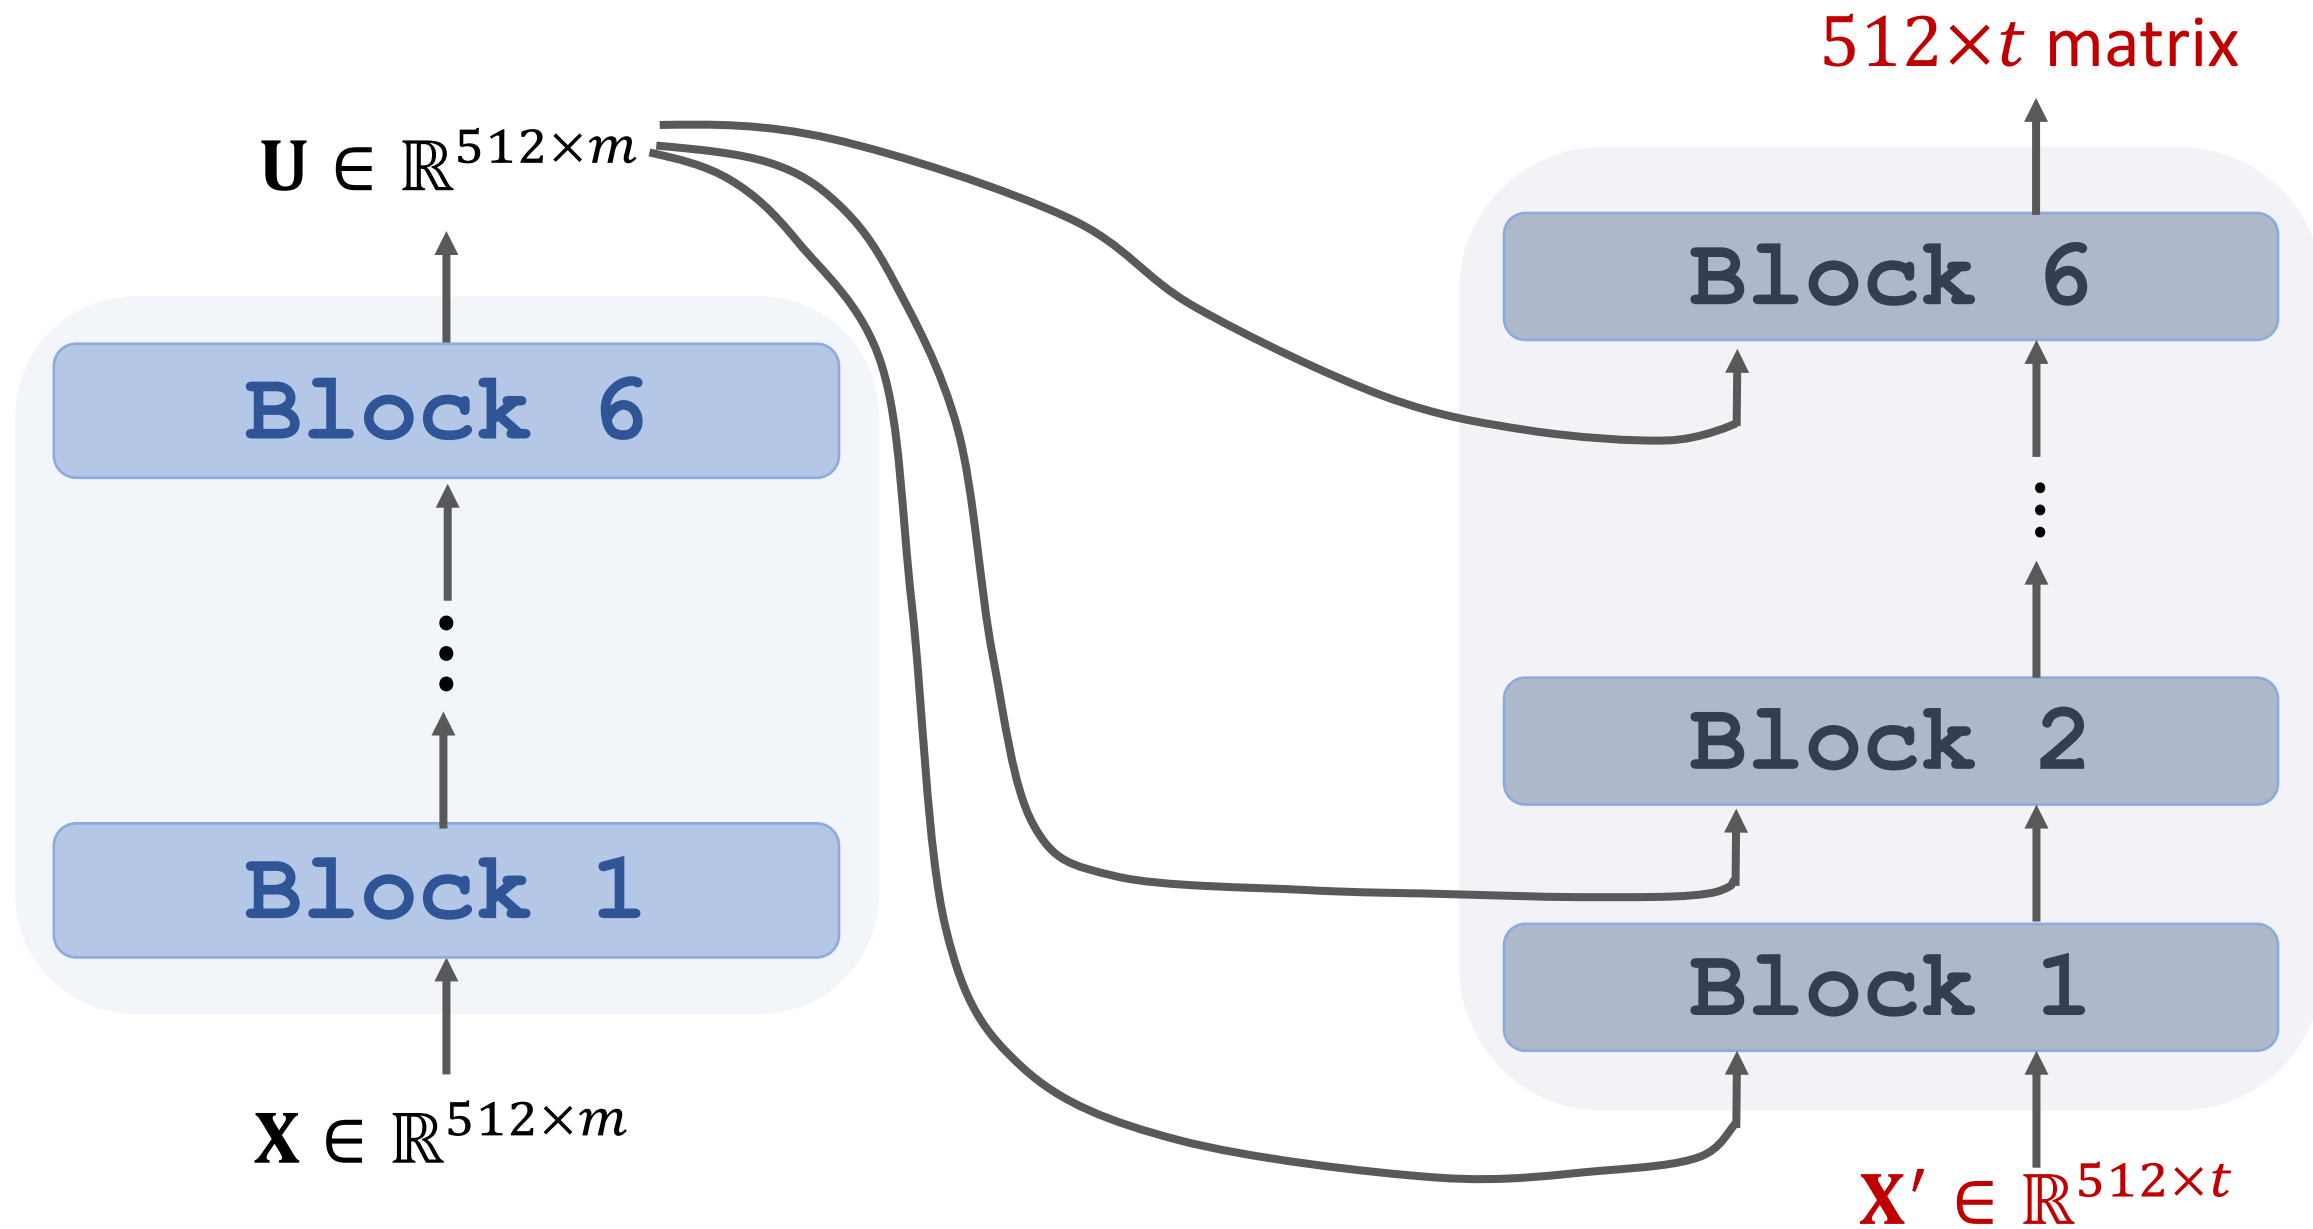 512×t matrix
U ∈ ℝ^{512×m}
Block 6
Block 1
X ∈ ℝ^{512×m}
Block 6
Block 2
Block 1
X′ ∈ ℝ^{512×t}